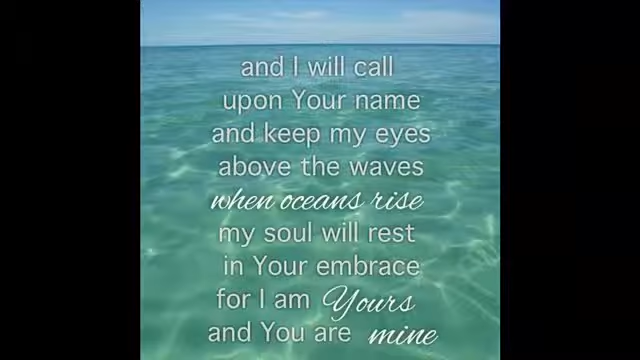 and I will call
upon Your name
and keep my eyes
above the waves
when oceans rise
my soul will rest
in Your embrace
for I am Yours
and You are mine